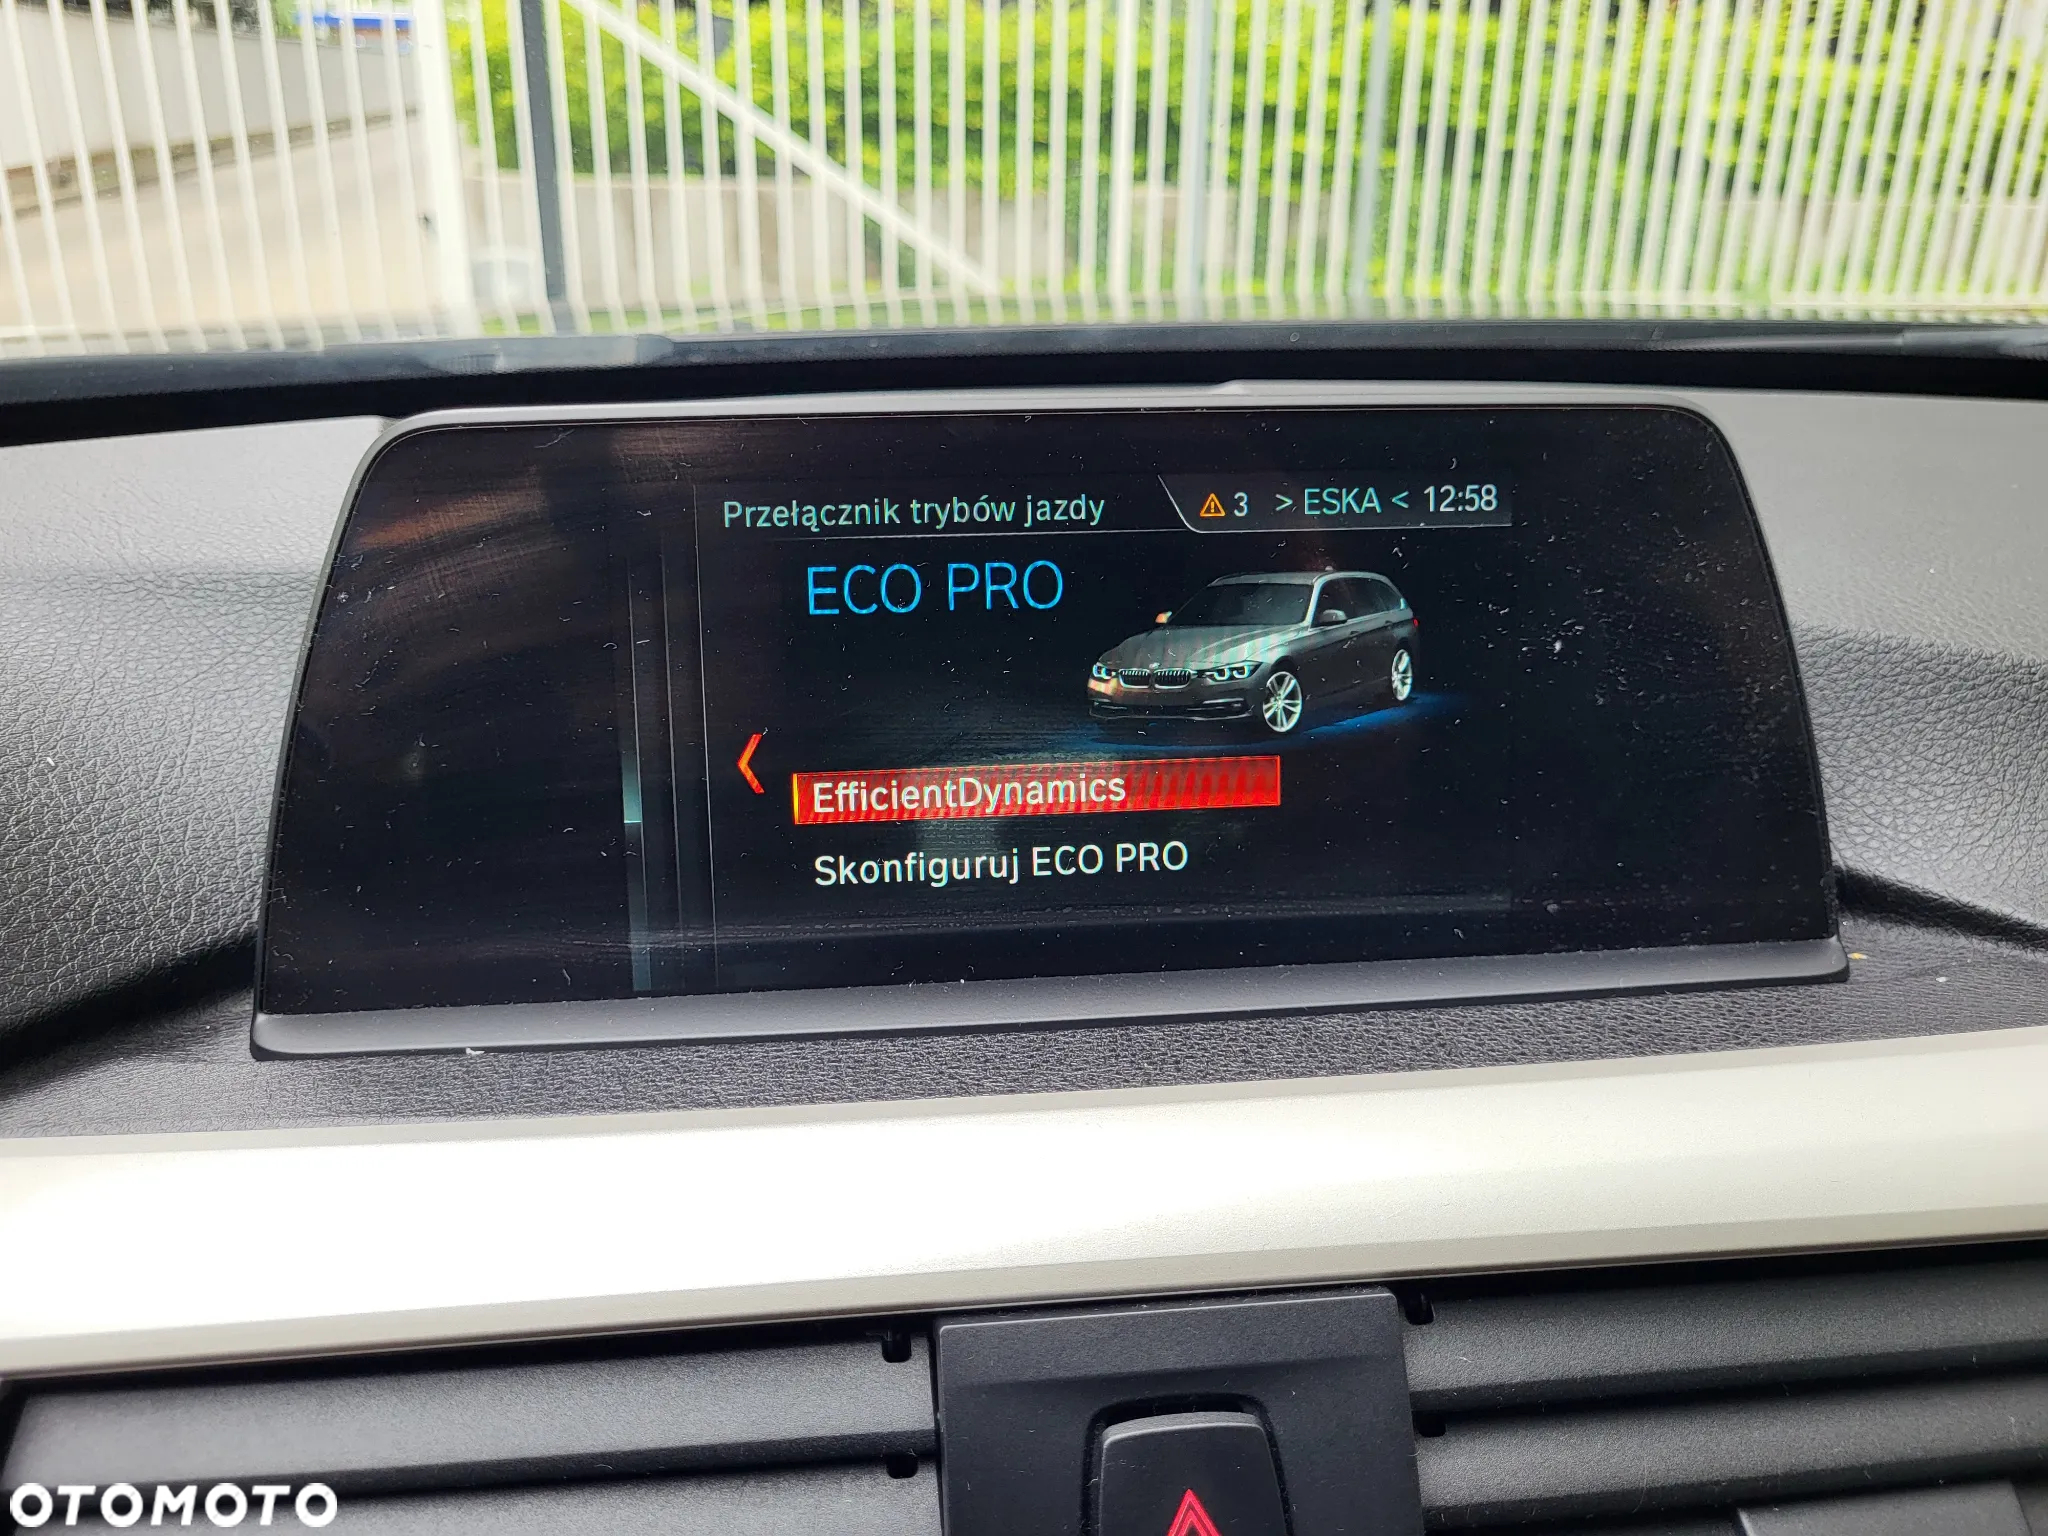 Przełącznik trybów jazdy
3 > ESKA < 12:58
ECO PRO
EfficientDynamics
Skonfiguruj ECO PRO
OTOMOTO